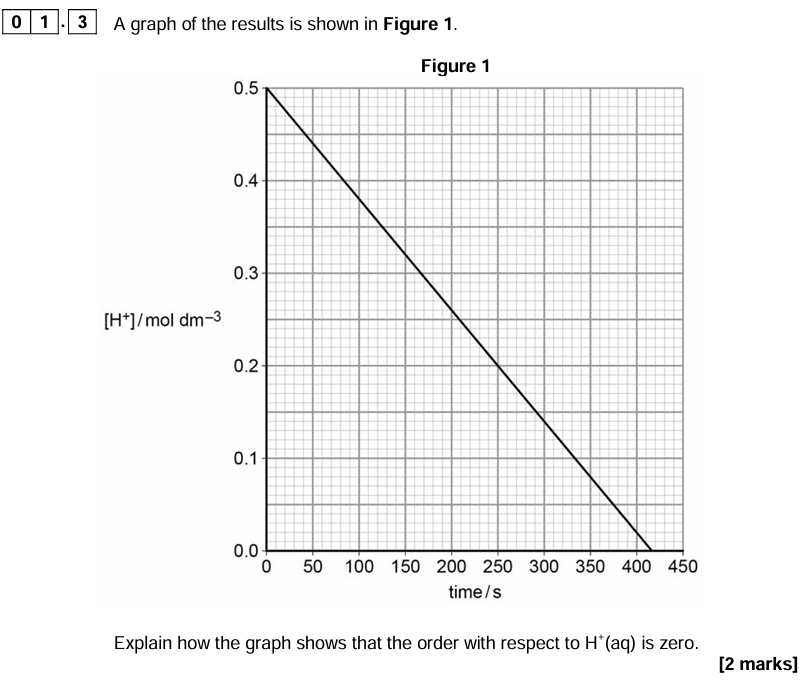 0 1 . 3 A graph of the results is shown in Figure 1.
Figure 1
0.5
0.4
0.3
[H⁺]/mol dm⁻³
0.2
0.1
0.0
0 50 100 150 200 250 300 350 400 450
time/s
Explain how the graph shows that the order with respect to H⁺(aq) is zero.
[2 marks]